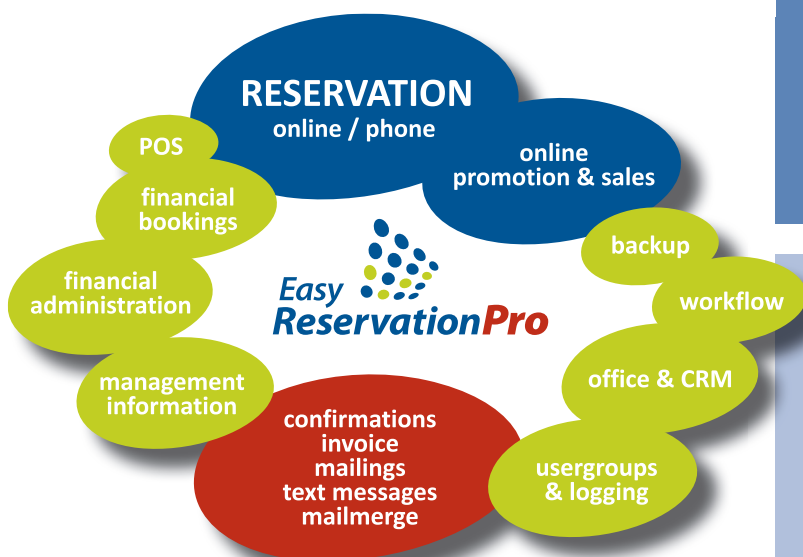 RESERVATION
online / phone
online
promotion & sales
POS
financial
bookings
backup
financial
administration
workflow
Easy
ReservationPro
management
information
office & CRM
confirmations
invoice
mailings
text messages
mailmerge
usergroups
& logging